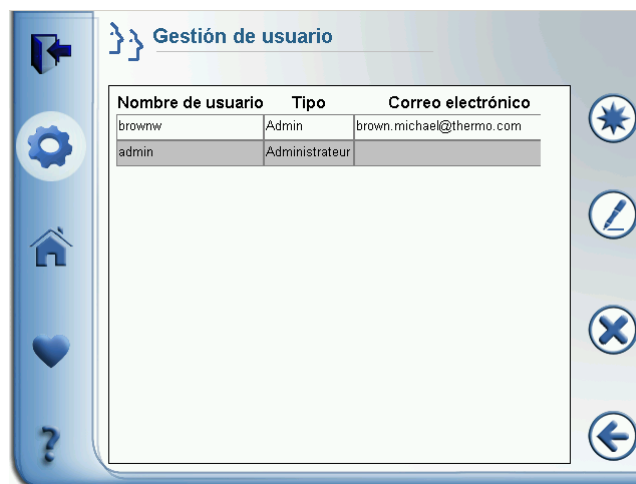 Gestión de usuario
Nombre de usuario Tipo Correo electrónico
brownw Admin brown.michael@thermo.com
admin Administrateur
?